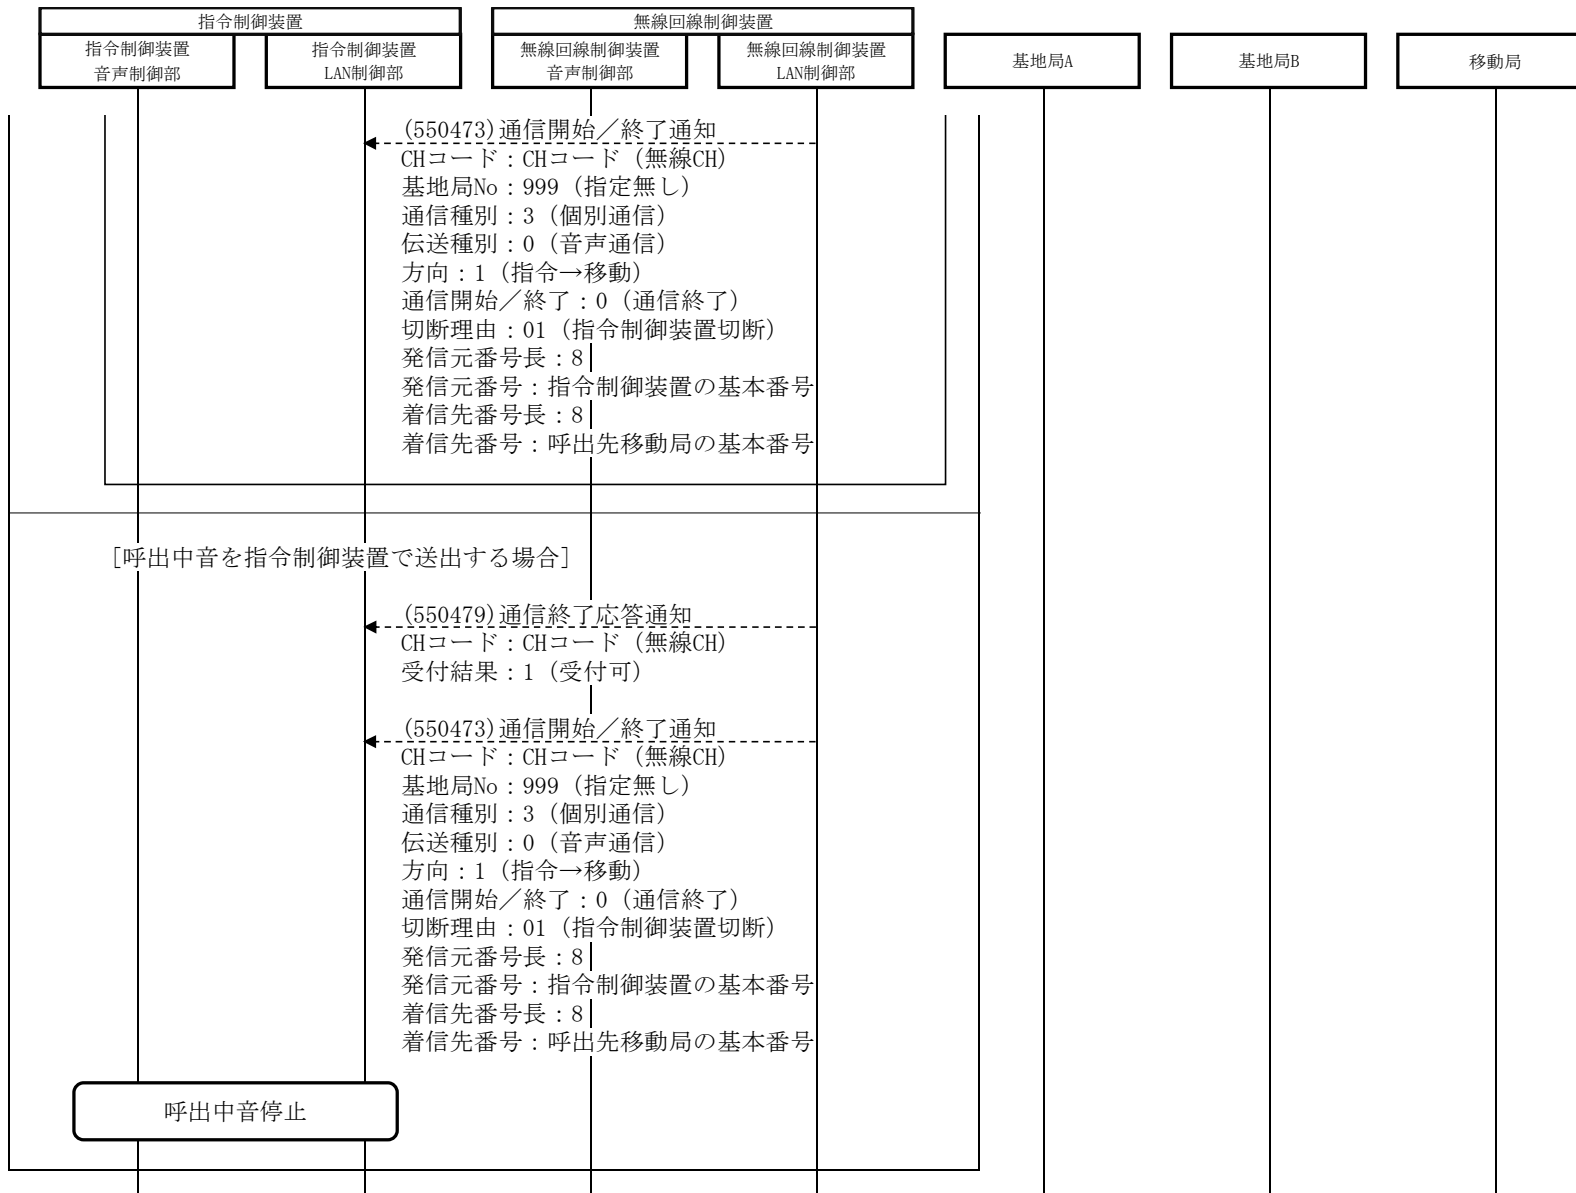 指令制御装置
無線回線制御装置
指令制御装置
音声制御部
指令制御装置
LAN制御部
無線回線制御装置
音声制御部
無線回線制御装置
LAN制御部
基地局A
基地局B
移動局
(550473)通信開始／終了通知
CHコード：CHコード（無線CH）
基地局No：999（指定無し）
通信種別：3（個別通信）
伝送種別：0（音声通信）
方向：1（指令→移動）
通信開始／終了：0（通信終了）
切断理由：01（指令制御装置切断）
発信元番号長：8
発信元番号：指令制御装置の基本番号
着信先番号長：8
着信先番号：呼出先移動局の基本番号
［呼出中音を指令制御装置で送出する場合］
(550479)通信終了応答通知
CHコード：CHコード（無線CH）
受付結果：1（受付可）
(550473)通信開始／終了通知
CHコード：CHコード（無線CH）
基地局No：999（指定無し）
通信種別：3（個別通信）
伝送種別：0（音声通信）
方向：1（指令→移動）
通信開始／終了：0（通信終了）
切断理由：01（指令制御装置切断）
発信元番号長：8
発信元番号：指令制御装置の基本番号
着信先番号長：8
着信先番号：呼出先移動局の基本番号
呼出中音停止